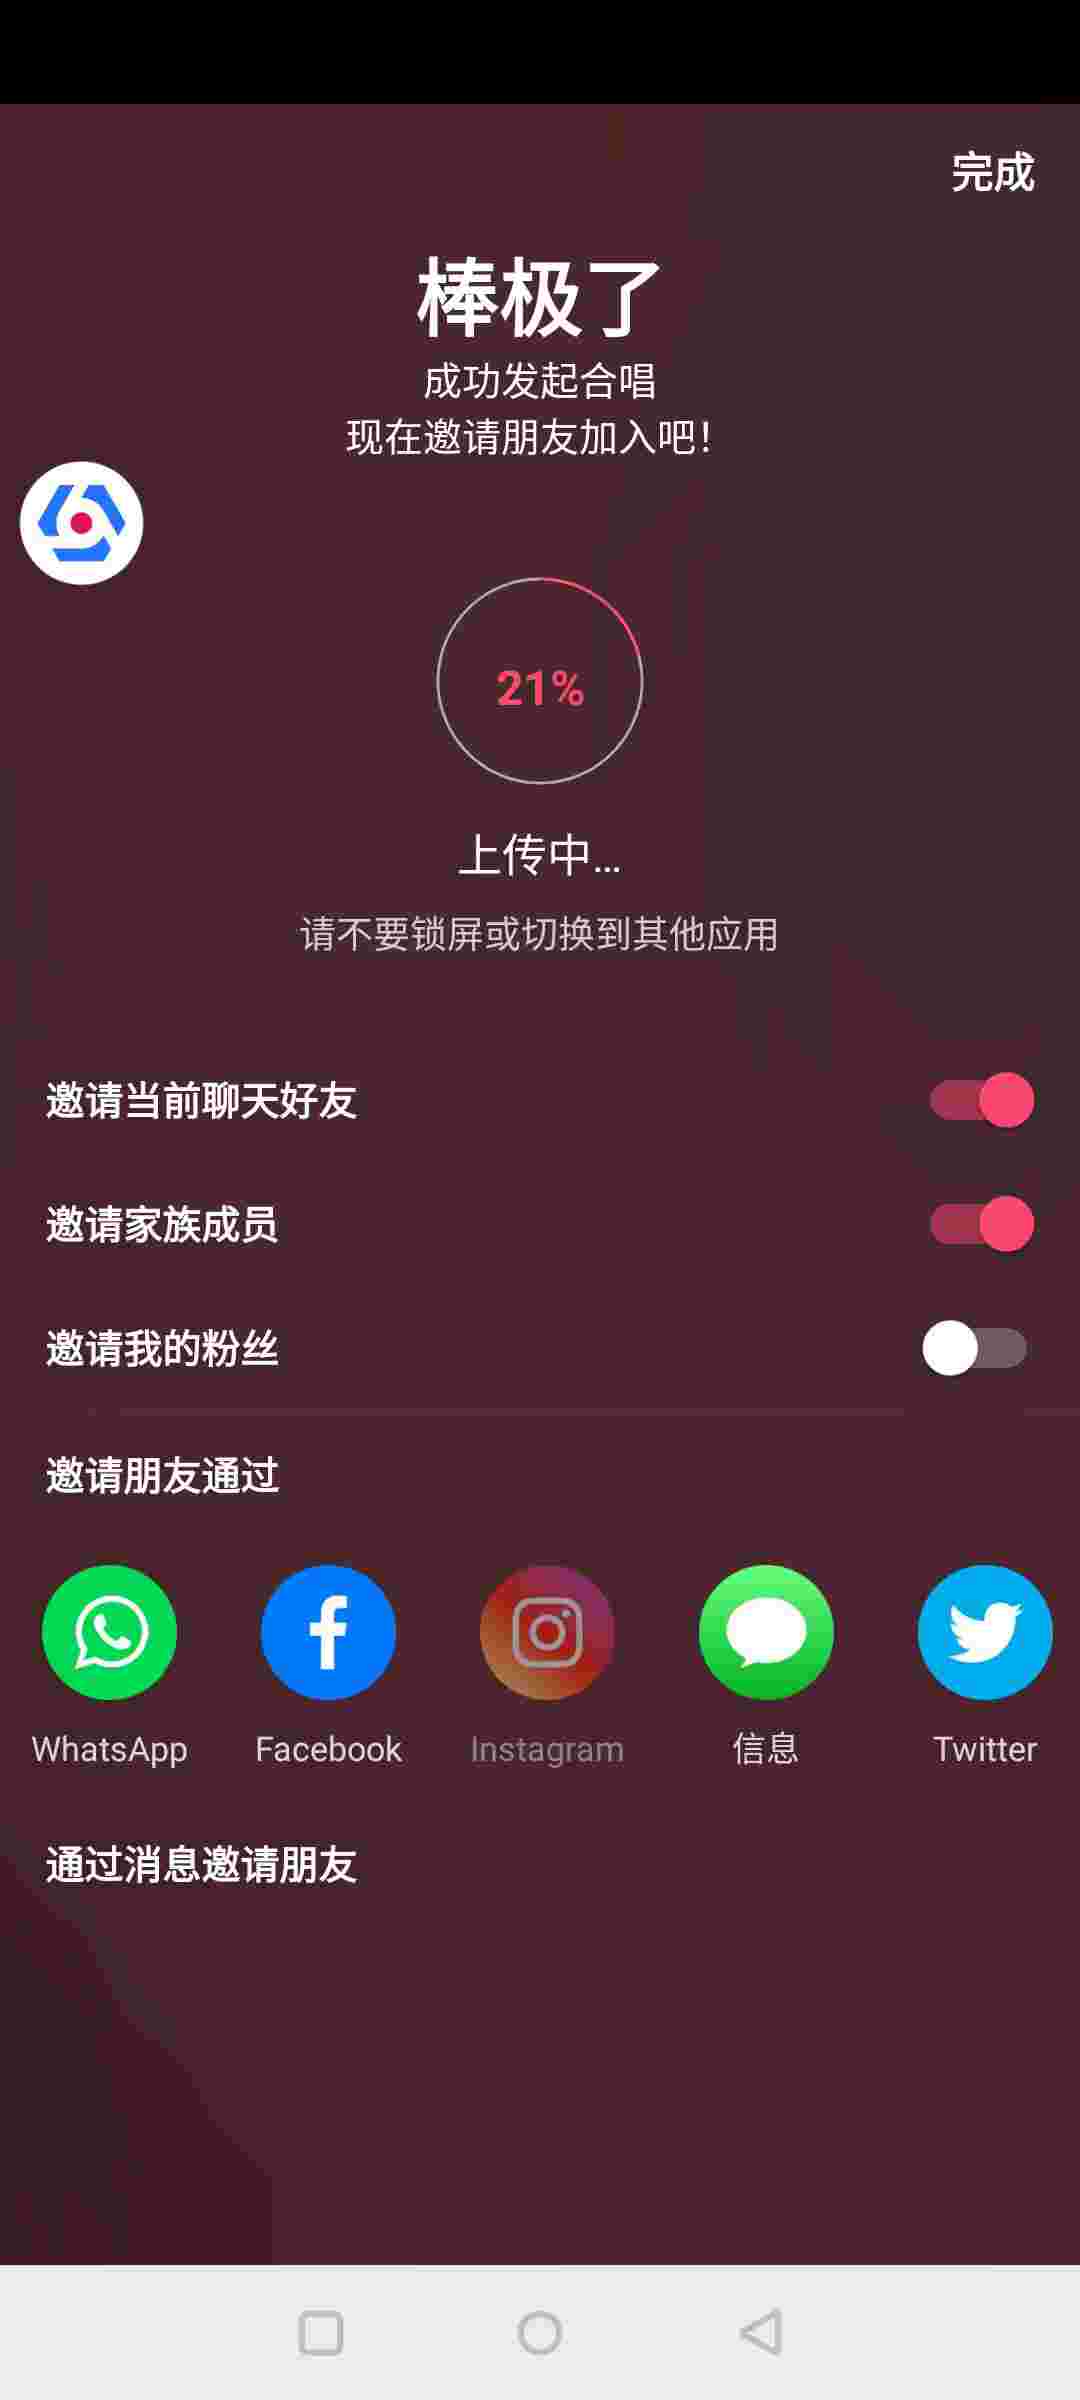 完成
棒极了
成功发起合唱
现在邀请朋友加入吧！
21%
上传中...
请不要锁屏或切换到其他应用
邀请当前聊天好友
邀请家族成员
邀请我的粉丝
邀请朋友通过
WhatsApp
Facebook
Instagram
信息
Twitter
通过消息邀请朋友